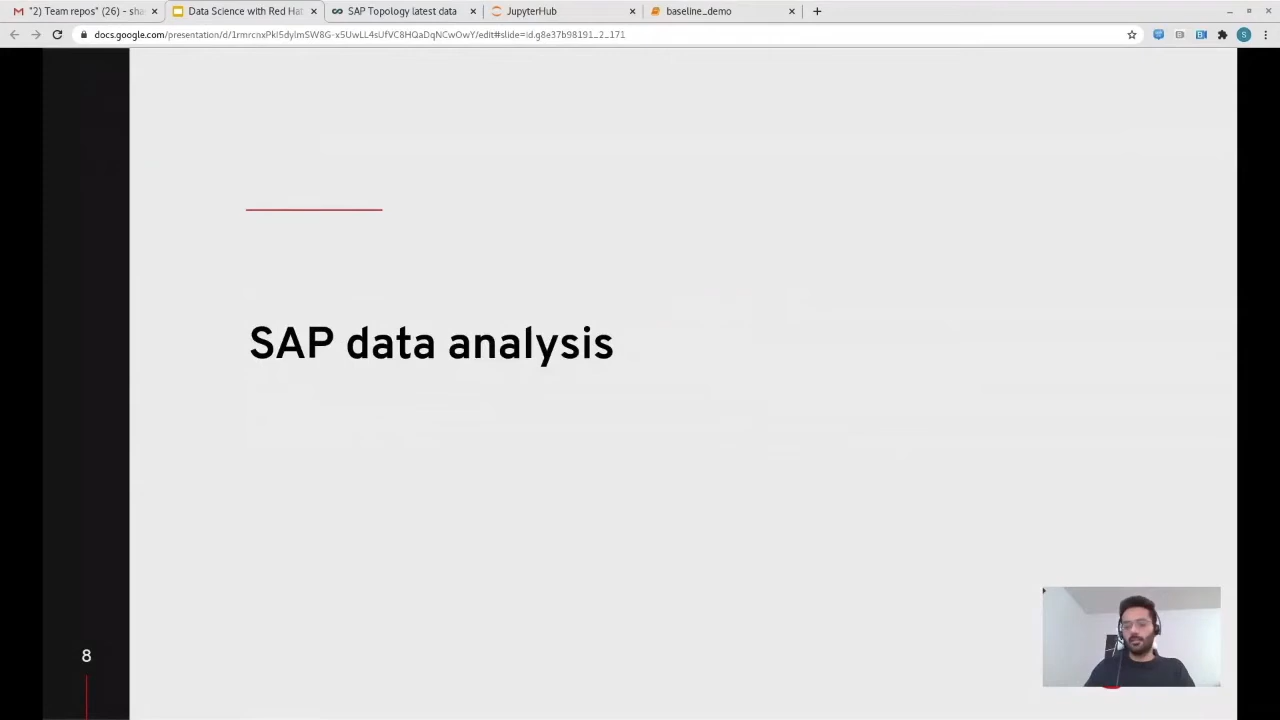 "2) Team repos" (26) - sha
Data Science with Red Hat
SAP Topology latest data
JupyterHub
baseline_demo
docs.google.com/presentation/d/1rmrcnxPkI5dylmSW8G-x5UwLL4sUfVC8HQaDqNCwOwY/edit#slide=id.g8e37b98191_2_171
S
SAP data analysis
8